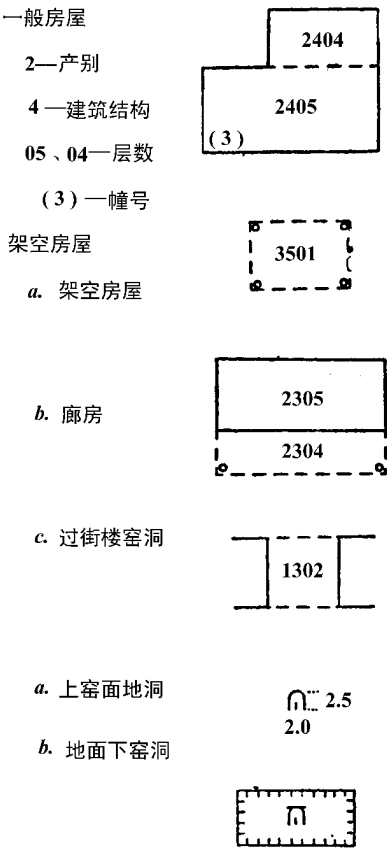 一般房屋
2404
2—产别
4—建筑结构
2405
05、04—层数
(3)
(3)—幢号
架空房屋
3501
a. 架空房屋
2305
b. 廊房
2304
c. 过街楼窑洞
1302
a. 上窑面地洞
2.5
2.0
b. 地面下窑洞